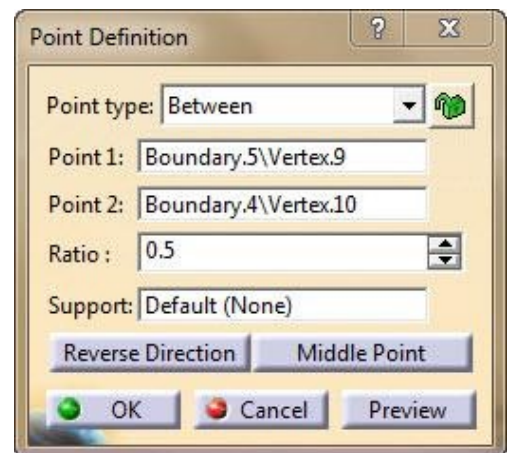 Point Definition
?
Point type: Between
Point 1: Boundary.5\Vertex.9
Point 2: Boundary.4\Vertex.10
Ratio : 0.5
Support: Default (None)
Reverse Direction Middle Point
OK Cancel Preview